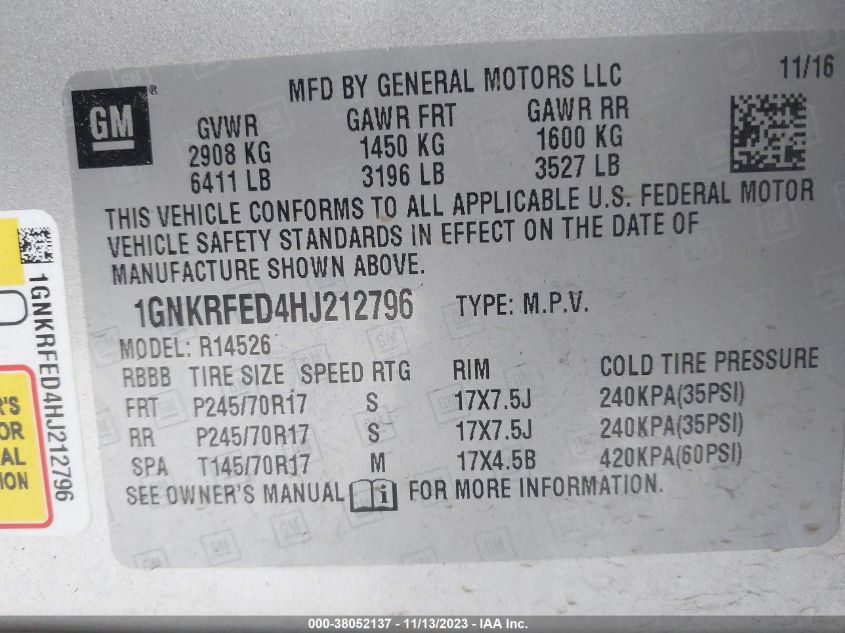 MFD BY GENERAL MOTORS LLC
11/16
GM®
GVWR GAWR FRT GAWR RR
2908 KG 1450 KG 1600 KG
6411 LB 3196 LB 3527 LB
THIS VEHICLE CONFORMS TO ALL APPLICABLE U.S. FEDERAL MOTOR
VEHICLE SAFETY STANDARDS IN EFFECT ON THE DATE OF
MANUFACTURE SHOWN ABOVE.
1GNKRFED4HJ212796 TYPE: M.P.V.
MODEL: R14526
RBBB TIRE SIZE SPEED RTG RIM COLD TIRE PRESSURE
FRT P245/70R17 S 17X7.5J 240KPA(35PSI)
RR P245/70R17 S 17X7.5J 240KPA(35PSI)
SPA T145/70R17 M 17X4.5B 420KPA(60PSI)
SEE OWNER'S MANUAL i FOR MORE INFORMATION.
1GNKRFED4HJ212796
R'S
OR
AL
ION
000-38052137 - 11/13/2023 - IAA Inc.